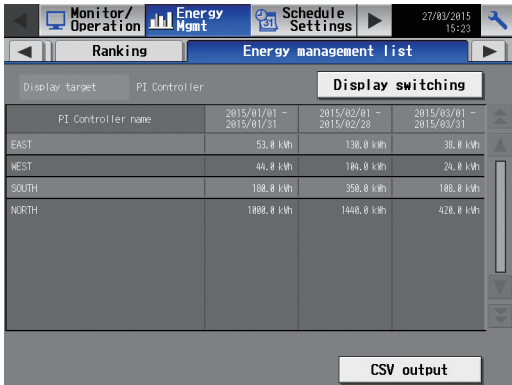 Monitor/
Operation
Energy
Mgmt
Schedule
Settings
27/03/2015
15:23
Ranking
Energy management list
Display target
PI Controller
Display switching
PI Controller name
2015/01/01 -
2015/01/31
2015/02/01 -
2015/02/28
2015/03/01 -
2015/03/31
EAST 53.0 kWh 130.0 kWh 30.0 kWh
WEST 44.0 kWh 104.0 kWh 24.0 kWh
SOUTH 180.0 kWh 350.0 kWh 100.0 kWh
NORTH 1000.0 kWh 1440.0 kWh 420.0 kWh
CSV output